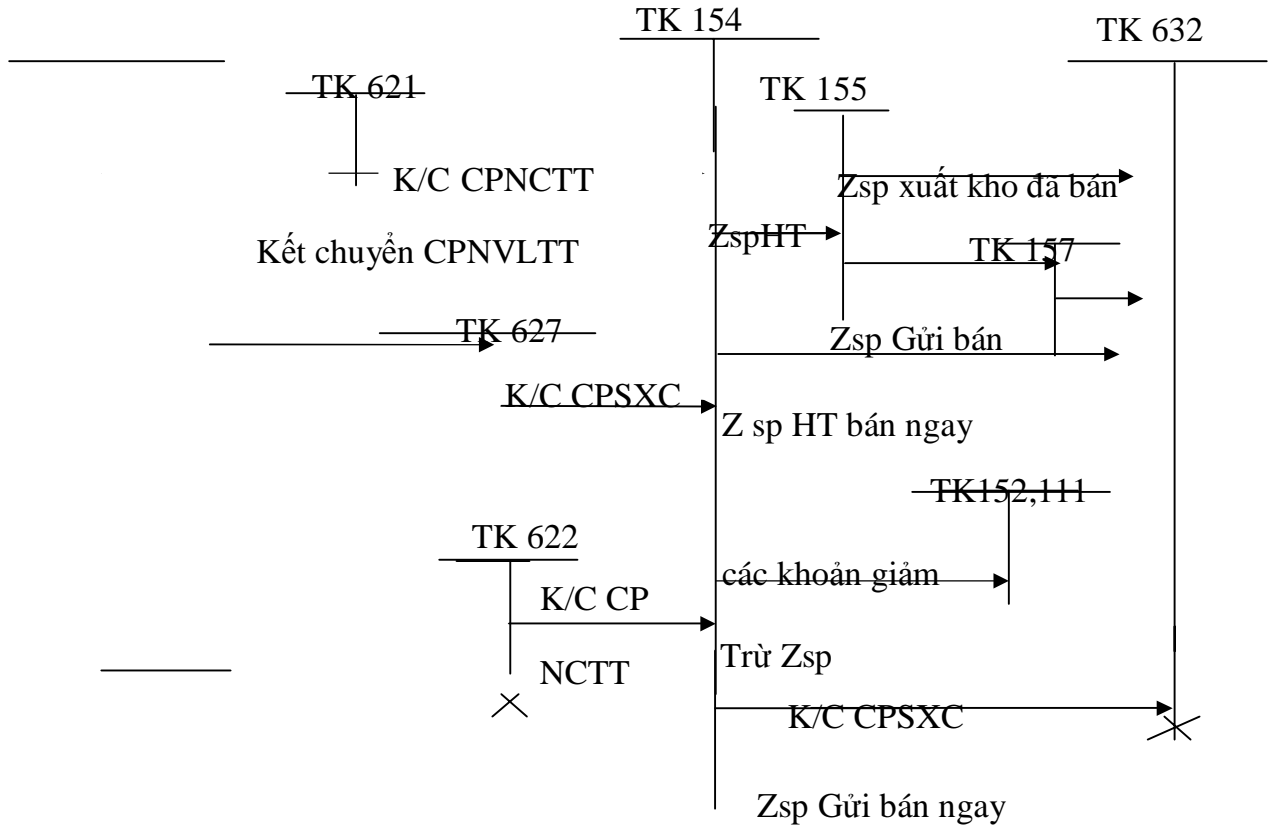 TK 154
TK 632
TK 621
TK 155
K/C CPNCTT
Zsp xuất kho đã bán
ZspHT
Kết chuyển CPNVLTT
TK 157
TK 627
Zsp Gửi bán
K/C CPSXC
Z sp HT bán ngay
TK152,111
TK 622
các khoản giảm
K/C CP
NCTT
Trừ Zsp
K/C CPSXC
Zsp Gửi bán ngay